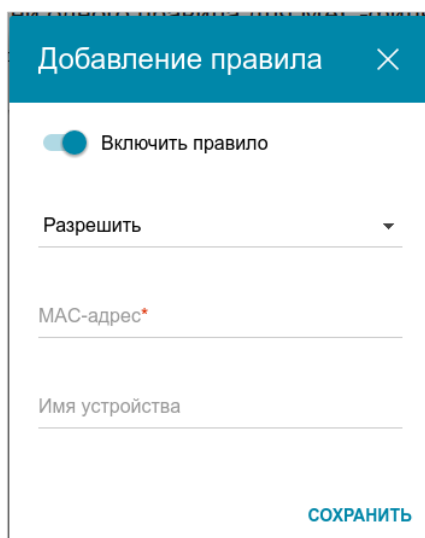 Добавление правила
Включить правило
Разрешить
MAC-адрес*
Имя устройства
СОХРАНИТЬ